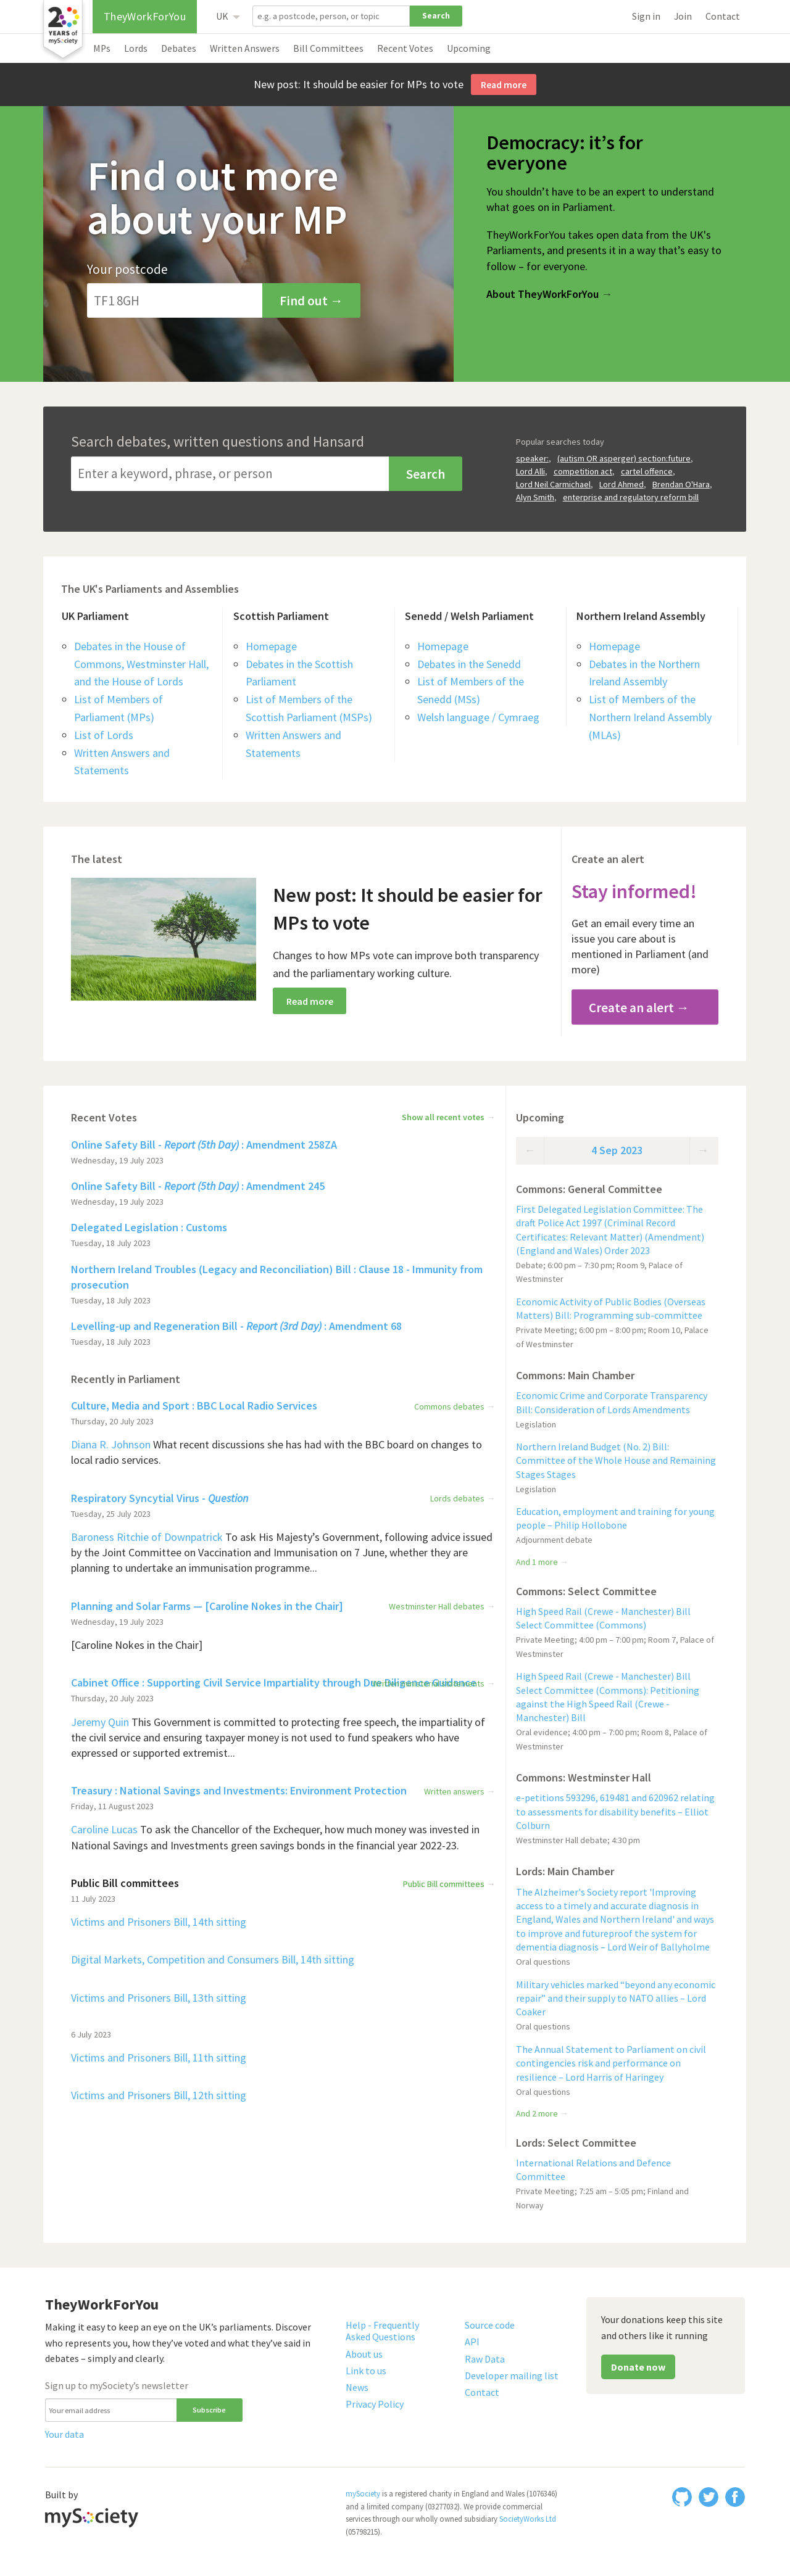 20
YEARS of
mySociety
TheyWorkForYou
UK
e.g. a postcode, person, or topic
Search
Sign in
Join
Contact
MPs
Lords
Debates
Written Answers
Bill Committees
Recent Votes
Upcoming
New post: It should be easier for MPs to vote
Read more
Find out more
about your MP
Your postcode
TF1 8GH
Find out →
Democracy: it’s for
everyone
You shouldn’t have to be an expert to understand
what goes on in Parliament.
TheyWorkForYou takes open data from the UK's
Parliaments, and presents it in a way that’s easy to
follow – for everyone.
About TheyWorkForYou →
Search debates, written questions and Hansard
Enter a keyword, phrase, or person
Search
Popular searches today
speaker:, (autism OR asperger) section:future,
Lord Alli, competition act, cartel offence,
Lord Neil Carmichael, Lord Ahmed, Brendan O'Hara,
Alyn Smith, enterprise and regulatory reform bill
The UK's Parliaments and Assemblies
UK Parliament
Debates in the House of
Commons, Westminster Hall,
and the House of Lords
List of Members of
Parliament (MPs)
List of Lords
Written Answers and
Statements
Scottish Parliament
Homepage
Debates in the Scottish
Parliament
List of Members of the
Scottish Parliament (MSPs)
Written Answers and
Statements
Senedd / Welsh Parliament
Homepage
Debates in the Senedd
List of Members of the
Senedd (MSs)
Welsh language / Cymraeg
Northern Ireland Assembly
Homepage
Debates in the Northern
Ireland Assembly
List of Members of the
Northern Ireland Assembly
(MLAs)
The latest
New post: It should be easier for
MPs to vote
Changes to how MPs vote can improve both transparency
and the parliamentary working culture.
Read more
Create an alert
Stay informed!
Get an email every time an
issue you care about is
mentioned in Parliament (and
more)
Create an alert →
Recent Votes
Show all recent votes →
Online Safety Bill - Report (5th Day) : Amendment 258ZA
Wednesday, 19 July 2023
Online Safety Bill - Report (5th Day) : Amendment 245
Wednesday, 19 July 2023
Delegated Legislation : Customs
Tuesday, 18 July 2023
Northern Ireland Troubles (Legacy and Reconciliation) Bill : Clause 18 - Immunity from
prosecution
Tuesday, 18 July 2023
Levelling-up and Regeneration Bill - Report (3rd Day) : Amendment 68
Tuesday, 18 July 2023
Recently in Parliament
Culture, Media and Sport : BBC Local Radio Services
Commons debates →
Thursday, 20 July 2023
Diana R. Johnson What recent discussions she has had with the BBC board on changes to
local radio services.
Respiratory Syncytial Virus - Question
Lords debates →
Tuesday, 25 July 2023
Baroness Ritchie of Downpatrick To ask His Majesty’s Government, following advice issued
by the Joint Committee on Vaccination and Immunisation on 7 June, whether they are
planning to undertake an immunisation programme...
Planning and Solar Farms — [Caroline Nokes in the Chair]
Westminster Hall debates →
Wednesday, 19 July 2023
[Caroline Nokes in the Chair]
Cabinet Office : Supporting Civil Service Impartiality through Due Diligence Guidance
Thursday, 20 July 2023
Jeremy Quin This Government is committed to protecting free speech, the impartiality of
the civil service and ensuring taxpayer money is not used to fund speakers who have
expressed or supported extremist...
Treasury : National Savings and Investments: Environment Protection
Written answers →
Friday, 11 August 2023
Caroline Lucas To ask the Chancellor of the Exchequer, how much money was invested in
National Savings and Investments green savings bonds in the financial year 2022-23.
Public Bill committees
Public Bill committees →
11 July 2023
Victims and Prisoners Bill, 14th sitting
Digital Markets, Competition and Consumers Bill, 14th sitting
Victims and Prisoners Bill, 13th sitting
6 July 2023
Victims and Prisoners Bill, 11th sitting
Victims and Prisoners Bill, 12th sitting
Upcoming
← 4 Sep 2023 →
Commons: General Committee
First Delegated Legislation Committee: The
draft Police Act 1997 (Criminal Record
Certificates: Relevant Matter) (Amendment)
(England and Wales) Order 2023
Debate; 6:00 pm – 7:30 pm; Room 9, Palace of
Westminster
Economic Activity of Public Bodies (Overseas
Matters) Bill: Programming sub-committee
Private Meeting; 6:00 pm – 8:00 pm; Room 10, Palace
of Westminster
Commons: Main Chamber
Economic Crime and Corporate Transparency
Bill: Consideration of Lords Amendments
Legislation
Northern Ireland Budget (No. 2) Bill:
Committee of the Whole House and Remaining
Stages Stages
Legislation
Education, employment and training for young
people – Philip Hollobone
Adjournment debate
And 1 more →
Commons: Select Committee
High Speed Rail (Crewe - Manchester) Bill
Select Committee (Commons)
Private Meeting; 4:00 pm – 7:00 pm; Room 7, Palace of
Westminster
High Speed Rail (Crewe - Manchester) Bill
Select Committee (Commons): Petitioning
against the High Speed Rail (Crewe -
Manchester) Bill
Oral evidence; 4:00 pm – 7:00 pm; Room 8, Palace of
Westminster
Commons: Westminster Hall
e-petitions 593296, 619481 and 620962 relating
to assessments for disability benefits – Elliot
Colburn
Westminster Hall debate; 4:30 pm
Lords: Main Chamber
The Alzheimer's Society report 'Improving
access to a timely and accurate diagnosis in
England, Wales and Northern Ireland' and ways
to improve and futureproof the system for
dementia diagnosis – Lord Weir of Ballyholme
Oral questions
Military vehicles marked “beyond any economic
repair” and their supply to NATO allies – Lord
Coaker
Oral questions
The Annual Statement to Parliament on civil
contingencies risk and performance on
resilience – Lord Harris of Haringey
Oral questions
And 2 more →
Lords: Select Committee
International Relations and Defence
Committee
Private Meeting; 7:25 am – 5:05 pm; Finland and
Norway
TheyWorkForYou
Making it easy to keep an eye on the UK’s parliaments. Discover
who represents you, how they’ve voted and what they’ve said in
debates – simply and clearly.
Sign up to mySociety’s newsletter
Your email address
Subscribe
Your data
Help - Frequently
Asked Questions
About us
Link to us
News
Privacy Policy
Source code
API
Raw Data
Developer mailing list
Contact
Your donations keep this site
and others like it running
Donate now
Built by
mySociety
mySociety is a registered charity in England and Wales (1076346)
and a limited company (03277032). We provide commercial
services through our wholly owned subsidiary SocietyWorks Ltd
(05798215).